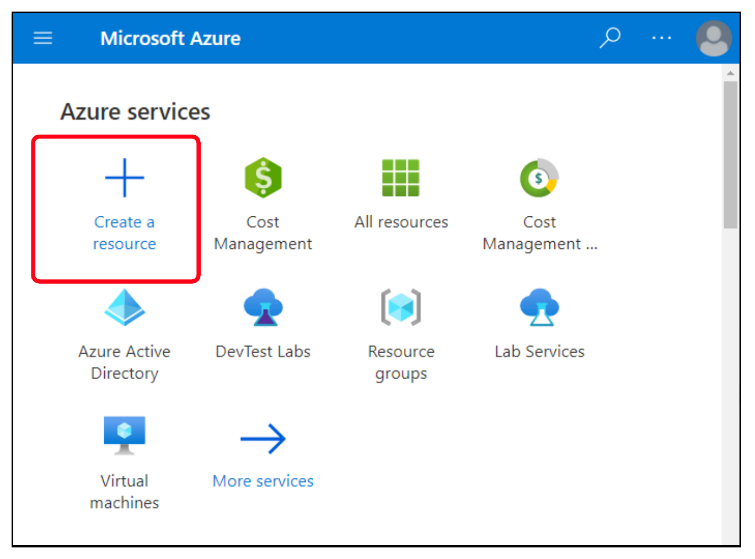 Microsoft Azure
Azure services
Create a
resource
Cost
Management
All resources
Cost
Management ...
Azure Active
Directory
DevTest Labs
Resource
groups
Lab Services
Virtual
machines
More services